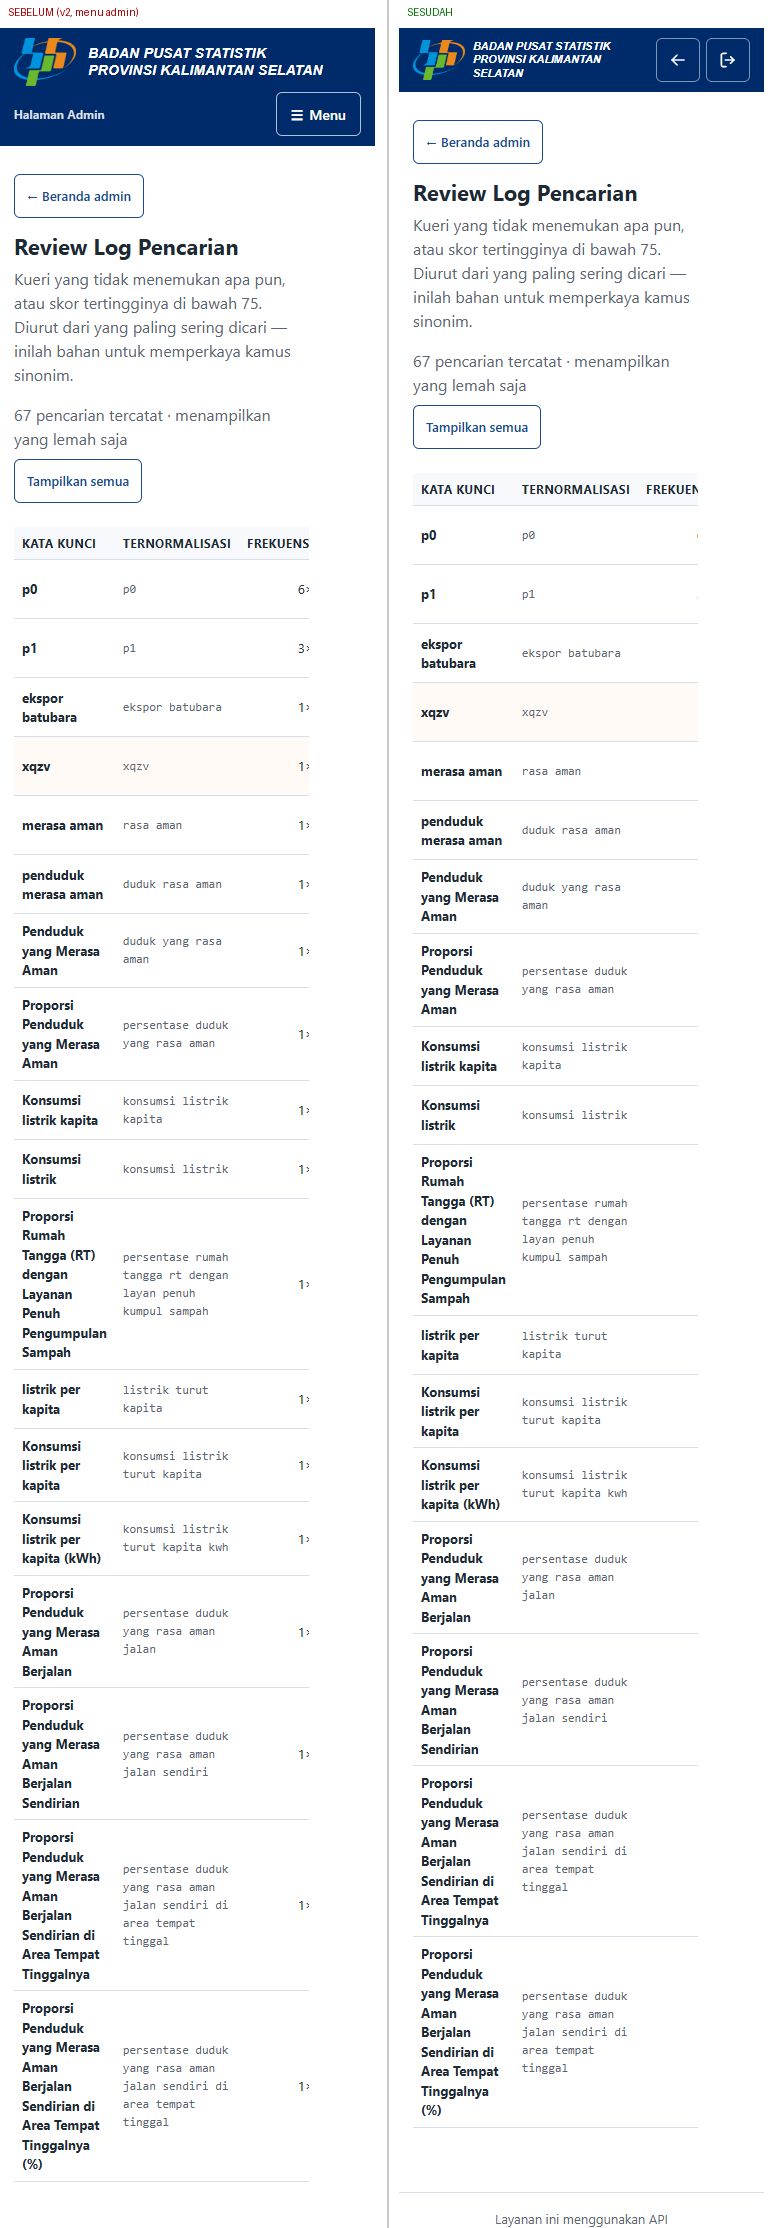 SEBELUM (v2, menu admin)
BADAN PUSAT STATISTIK
PROVINSI KALIMANTAN SELATAN
Halaman Admin
☰ Menu
← Beranda admin
Review Log Pencarian
Kueri yang tidak menemukan apa pun,
atau skor tertingginya di bawah 75.
Diurut dari yang paling sering dicari —
inilah bahan untuk memperkaya kamus
sinonim.
67 pencarian tercatat · menampilkan
yang lemah saja
Tampilkan semua
KATA KUNCI TERNORMALISASI FREKUENS
p0 p0 6×
p1 p1 3×
ekspor
batubara
ekspor batubara
1×
xqzv xqzv 1×
merasa aman rasa aman 1×
penduduk
merasa aman
duduk rasa aman
1×
Penduduk
yang Merasa
Aman
duduk yang rasa
aman
1×
Proporsi
Penduduk
yang Merasa
Aman
persentase duduk
yang rasa aman
1×
Konsumsi
listrik kapita
konsumsi listrik
kapita
1×
Konsumsi
listrik
konsumsi listrik
1×
Proporsi
Rumah
Tangga (RT)
dengan
Layanan
Penuh
Pengumpulan
Sampah
persentase rumah
tangga rt dengan
layan penuh
kumpul sampah
1×
listrik per
kapita
listrik turut
kapita
1×
Konsumsi
listrik per
kapita
konsumsi listrik
turut kapita
1×
Konsumsi
listrik per
kapita (kWh)
konsumsi listrik
turut kapita kwh
1×
Proporsi
Penduduk
yang Merasa
Aman
Berjalan
persentase duduk
yang rasa aman
jalan
1×
Proporsi
Penduduk
yang Merasa
Aman
Berjalan
Sendirian
persentase duduk
yang rasa aman
jalan sendiri
1×
Proporsi
Penduduk
yang Merasa
Aman
Berjalan
Sendirian di
Area Tempat
Tinggalnya
persentase duduk
yang rasa aman
jalan sendiri di
area tempat
tinggal
1×
Proporsi
Penduduk
yang Merasa
Aman
Berjalan
Sendirian di
Area Tempat
Tinggalnya
(%)
persentase duduk
yang rasa aman
jalan sendiri di
area tempat
tinggal
1×
SESUDAH
BADAN PUSAT STATISTIK
PROVINSI KALIMANTAN
SELATAN
← Beranda admin
Review Log Pencarian
Kueri yang tidak menemukan apa pun,
atau skor tertingginya di bawah 75.
Diurut dari yang paling sering dicari —
inilah bahan untuk memperkaya kamus
sinonim.
67 pencarian tercatat · menampilkan
yang lemah saja
Tampilkan semua
KATA KUNCI TERNORMALISASI FREKUEN
p0 p0
p1 p1
ekspor
batubara
ekspor batubara
xqzv xqzv
merasa aman rasa aman
penduduk
merasa aman
duduk rasa aman
Penduduk
yang Merasa
Aman
duduk yang rasa
aman
Proporsi
Penduduk
yang Merasa
Aman
persentase duduk
yang rasa aman
Konsumsi
listrik kapita
konsumsi listrik
kapita
Konsumsi
listrik
konsumsi listrik
Proporsi
Rumah
Tangga (RT)
dengan
Layanan
Penuh
Pengumpulan
Sampah
persentase rumah
tangga rt dengan
layan penuh
kumpul sampah
listrik per
kapita
listrik turut
kapita
Konsumsi
listrik per
kapita
konsumsi listrik
turut kapita
Konsumsi
listrik per
kapita (kWh)
konsumsi listrik
turut kapita kwh
Proporsi
Penduduk
yang Merasa
Aman
Berjalan
persentase duduk
yang rasa aman
jalan
Proporsi
Penduduk
yang Merasa
Aman
Berjalan
Sendirian
persentase duduk
yang rasa aman
jalan sendiri
Proporsi
Penduduk
yang Merasa
Aman
Berjalan
Sendirian di
Area Tempat
Tinggalnya
persentase duduk
yang rasa aman
jalan sendiri di
area tempat
tinggal
Proporsi
Penduduk
yang Merasa
Aman
Berjalan
Sendirian di
Area Tempat
Tinggalnya
(%)
persentase duduk
yang rasa aman
jalan sendiri di
area tempat
tinggal
Layanan ini menggunakan API